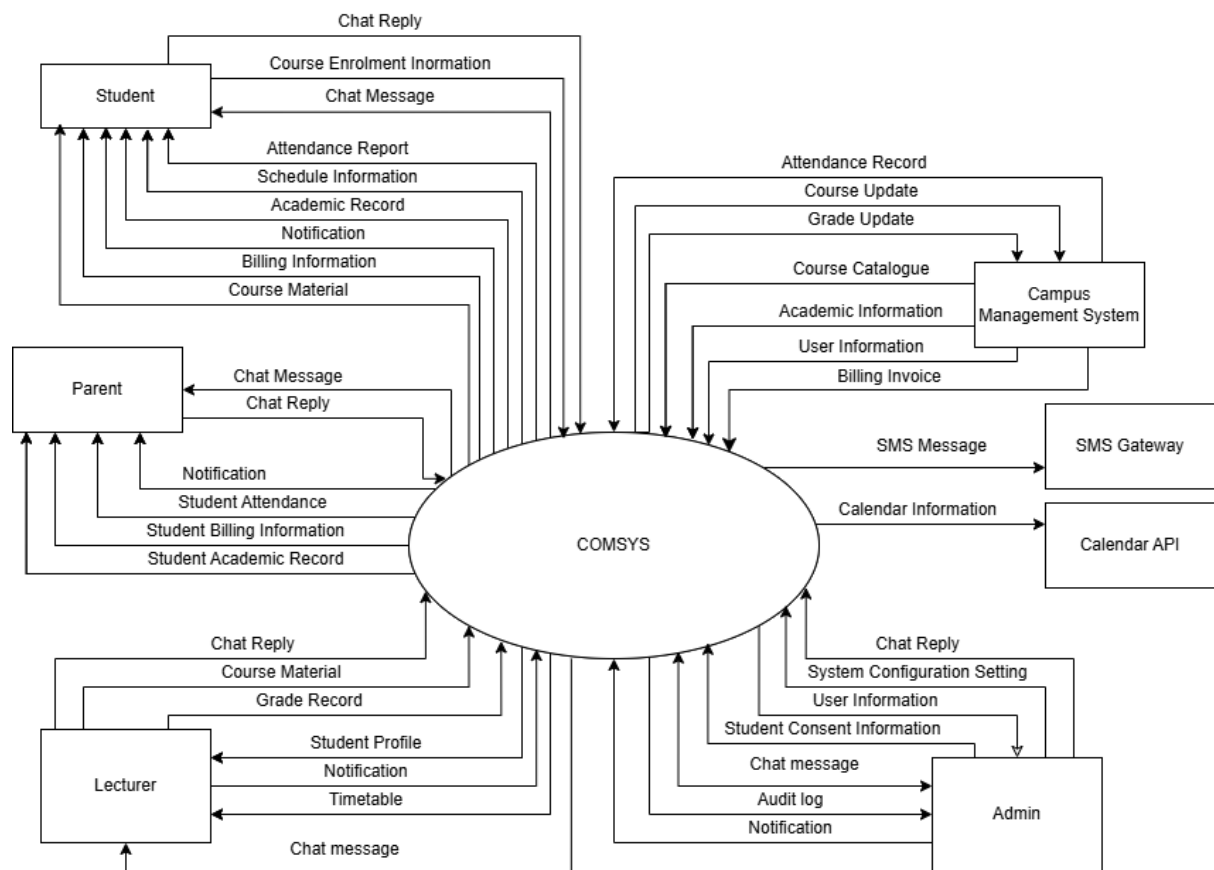 Chat Reply
Course Enrolment Inormation
Student
Chat Message
Attendance Report
Schedule Information
Academic Record
Notification
Billing Information
Course Material
Attendance Record
Course Update
Grade Update
Course Catalogue
Campus
Management System
Academic Information
User Information
Billing Invoice
Parent
Chat Message
Chat Reply
Notification
Student Attendance
Student Billing Information
Student Academic Record
SMS Message
SMS Gateway
Calendar Information
Calendar API
COMSYS
Chat Reply
Course Material
Grade Record
Student Profile
Lecturer
Notification
Timetable
Chat message
Chat Reply
System Configuration Setting
User Information
Student Consent Information
Chat message
Audit log
Admin
Notification